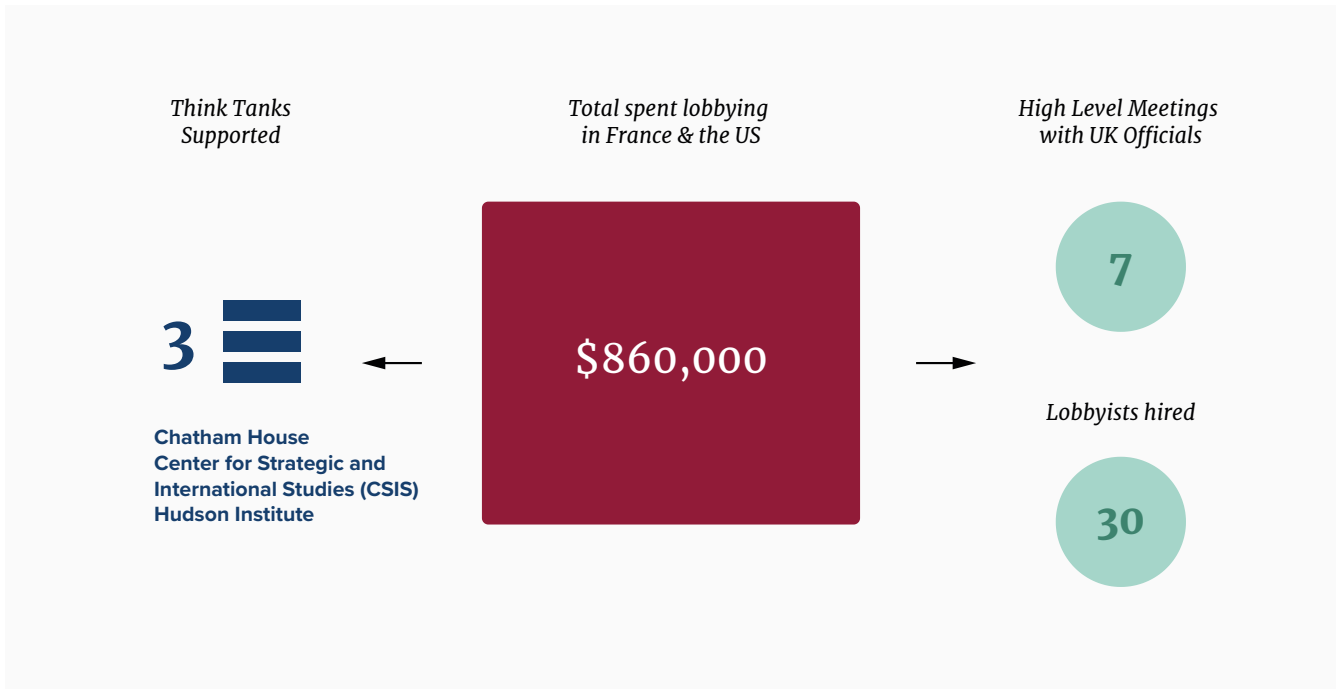 Think Tanks
Supported
3
Chatham House
Center for Strategic and
International Studies (CSIS)
Hudson Institute
Total spent lobbying
in France & the US
$860,000
High Level Meetings
with UK Officials
7
Lobbyists hired
30